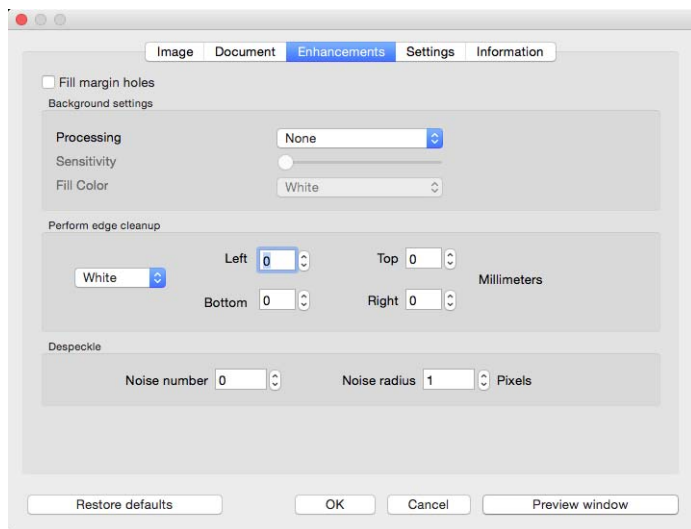 Image Document Enhancements Settings Information
Fill margin holes
Background settings
Processing None
Sensitivity
Fill Color White
Perform edge cleanup
Left 0 Top 0
White Millimeters
Bottom 0 Right 0
Despeckle
Noise number 0 Noise radius 1 Pixels
Restore defaults OK Cancel Preview window